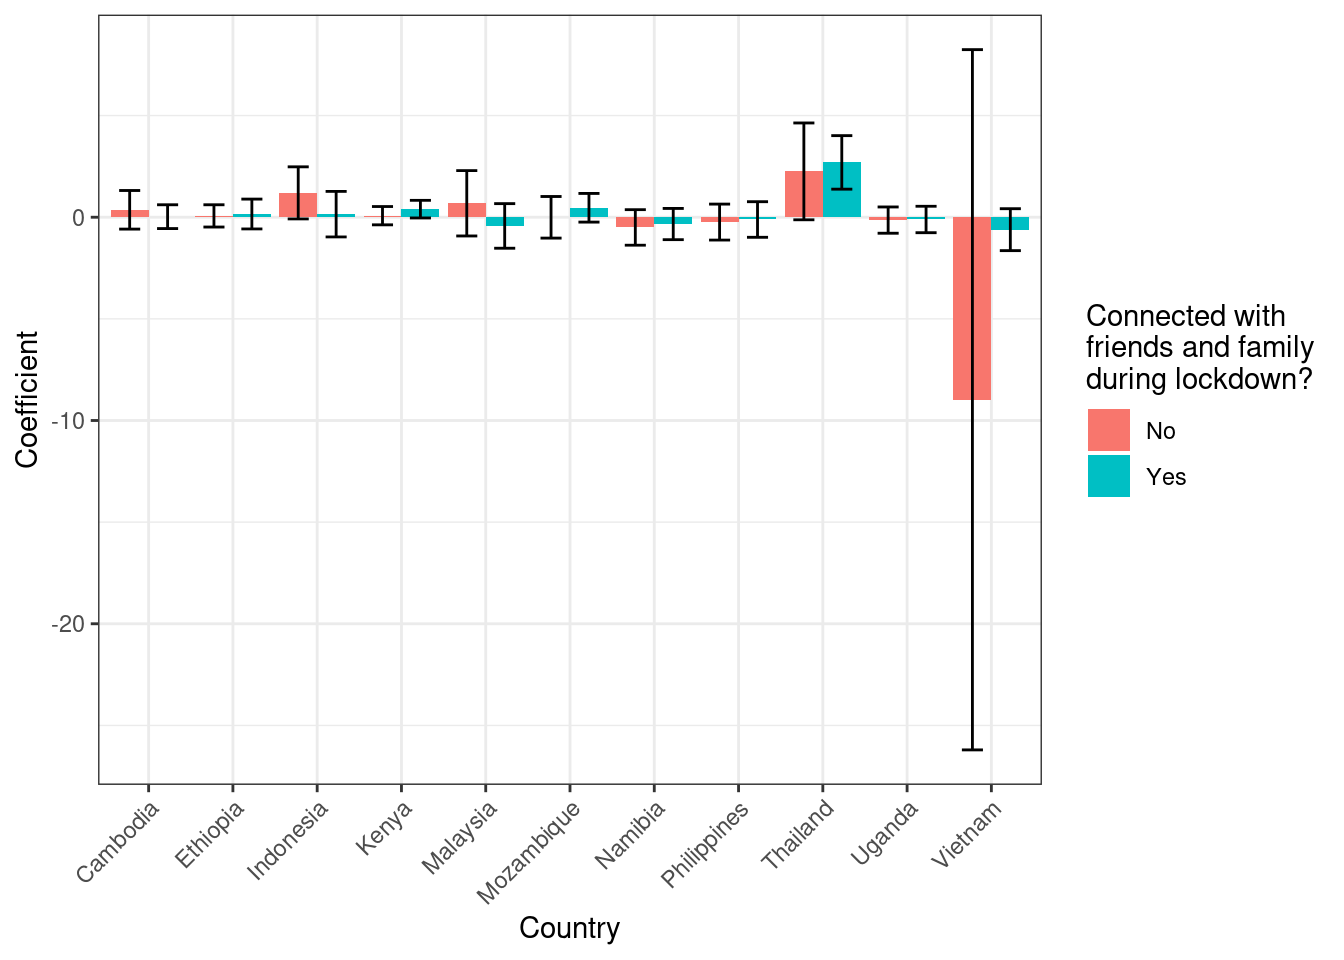 0
-10
-20
Coefficient
Cambodia
Ethiopia
Indonesia
Kenya
Malaysia
Mozambique
Namibia
Philippines
Thailand
Uganda
Vietnam
Country
Connected with
friends and family
during lockdown?
No
Yes